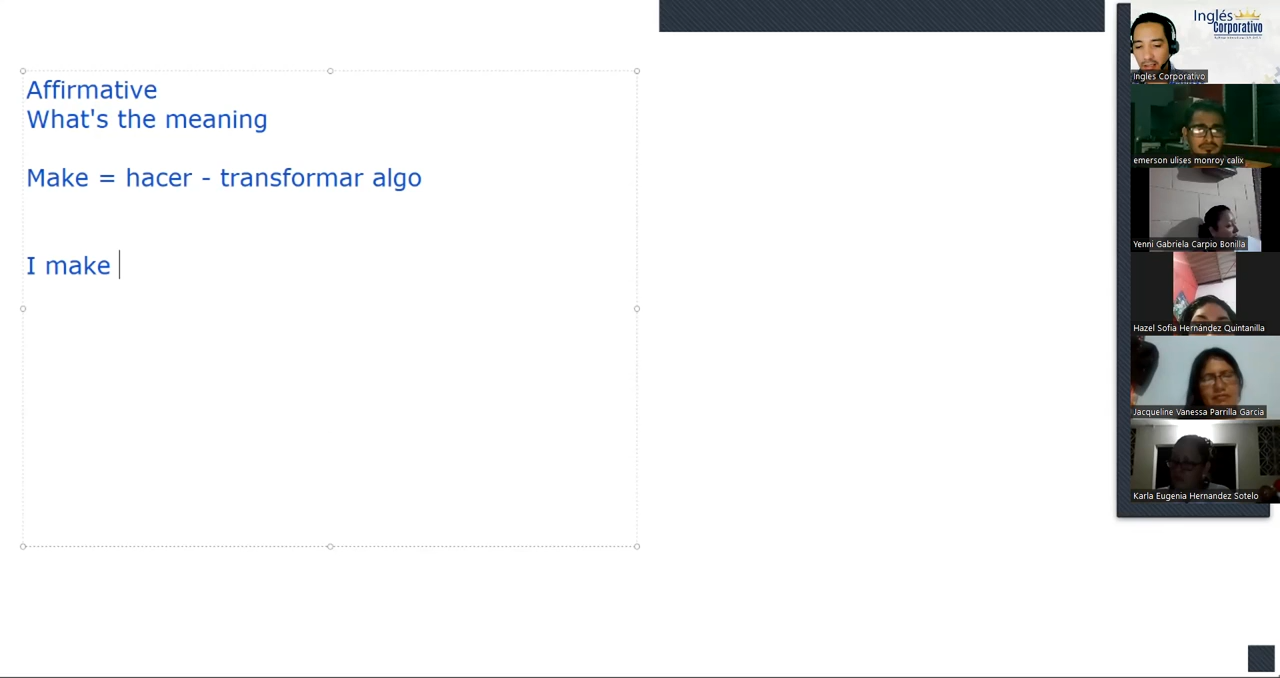 Affirmative
What's the meaning
Make = hacer - transformar algo
I make
Inglés
Corporativo
Ingles Corporativo
emerson ulises monroy calix
Yenni Gabriela Carpio Bonilla
Hazel Sofia Hernández Quintanilla
Jacqueline Vanessa Parrilla Garcia
Karla Eugenia Hernandez Sotelo